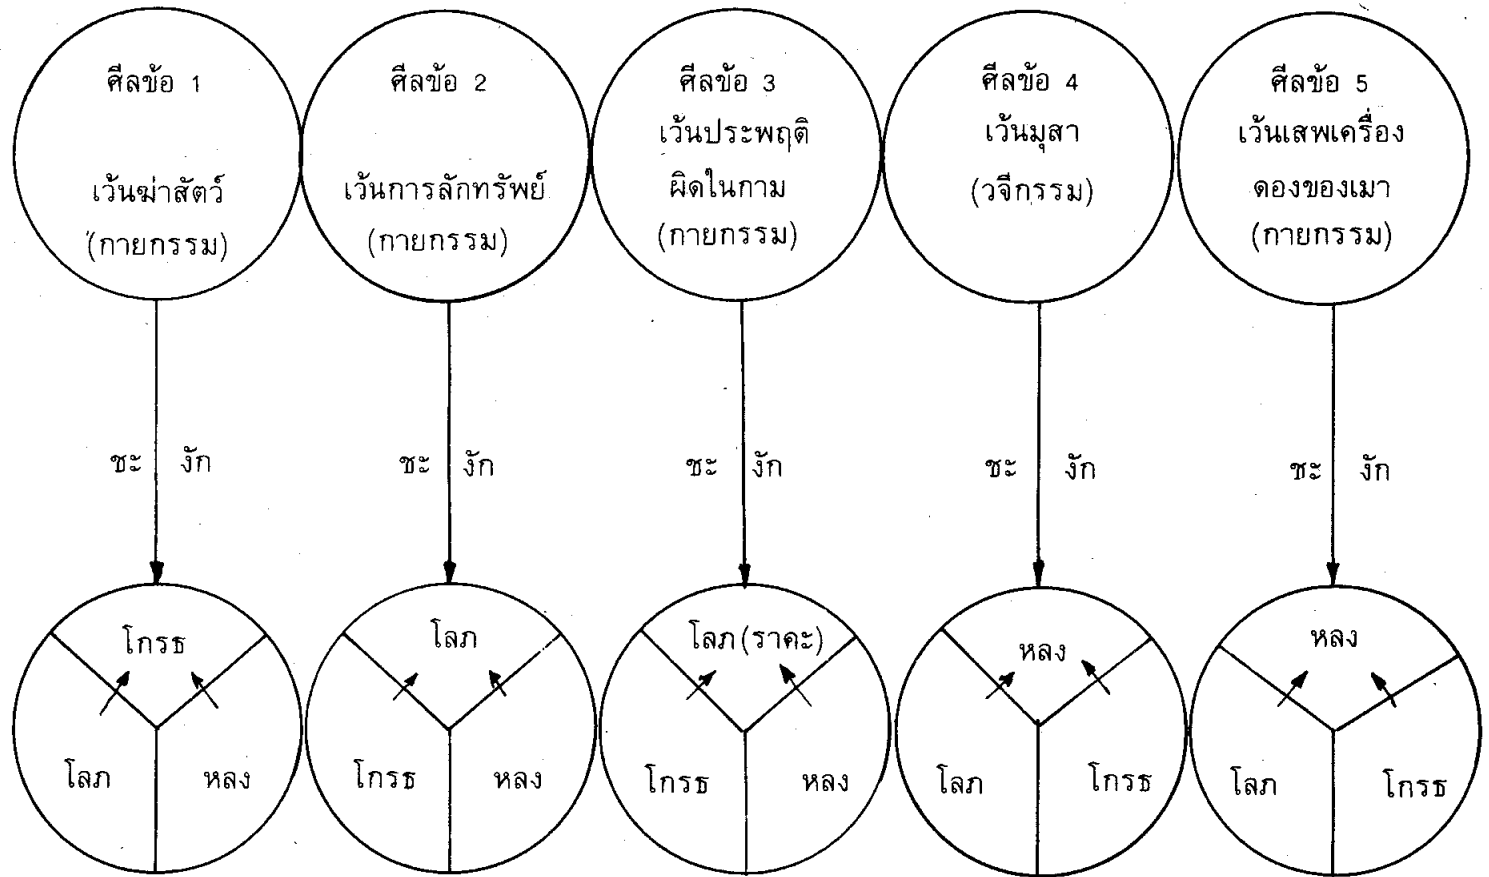 ศีลข้อ 1
เว้นฆ่าสัตว์
(กายกรรม)
ศีลข้อ 2
เว้นการลักทรัพย์
(กายกรรม)
ศีลข้อ 3
เว้นประพฤติ
ผิดในกาม
(กายกรรม)
ศีลข้อ 4
เว้นมุสา
(วจีกรรม)
ศีลข้อ 5
เว้นเสพเครื่อง
ดองของเมา
(กายกรรม)
ชะ งัก
ชะ งัก
ชะ งัก
ชะ งัก
ชะ งัก
โกรธ
โลภ หลง
โลภ
โกรธ หลง
โลภ (ราคะ)
โกรธ หลง
หลง
โลภ โกรธ
หลง
โลภ โกรธ